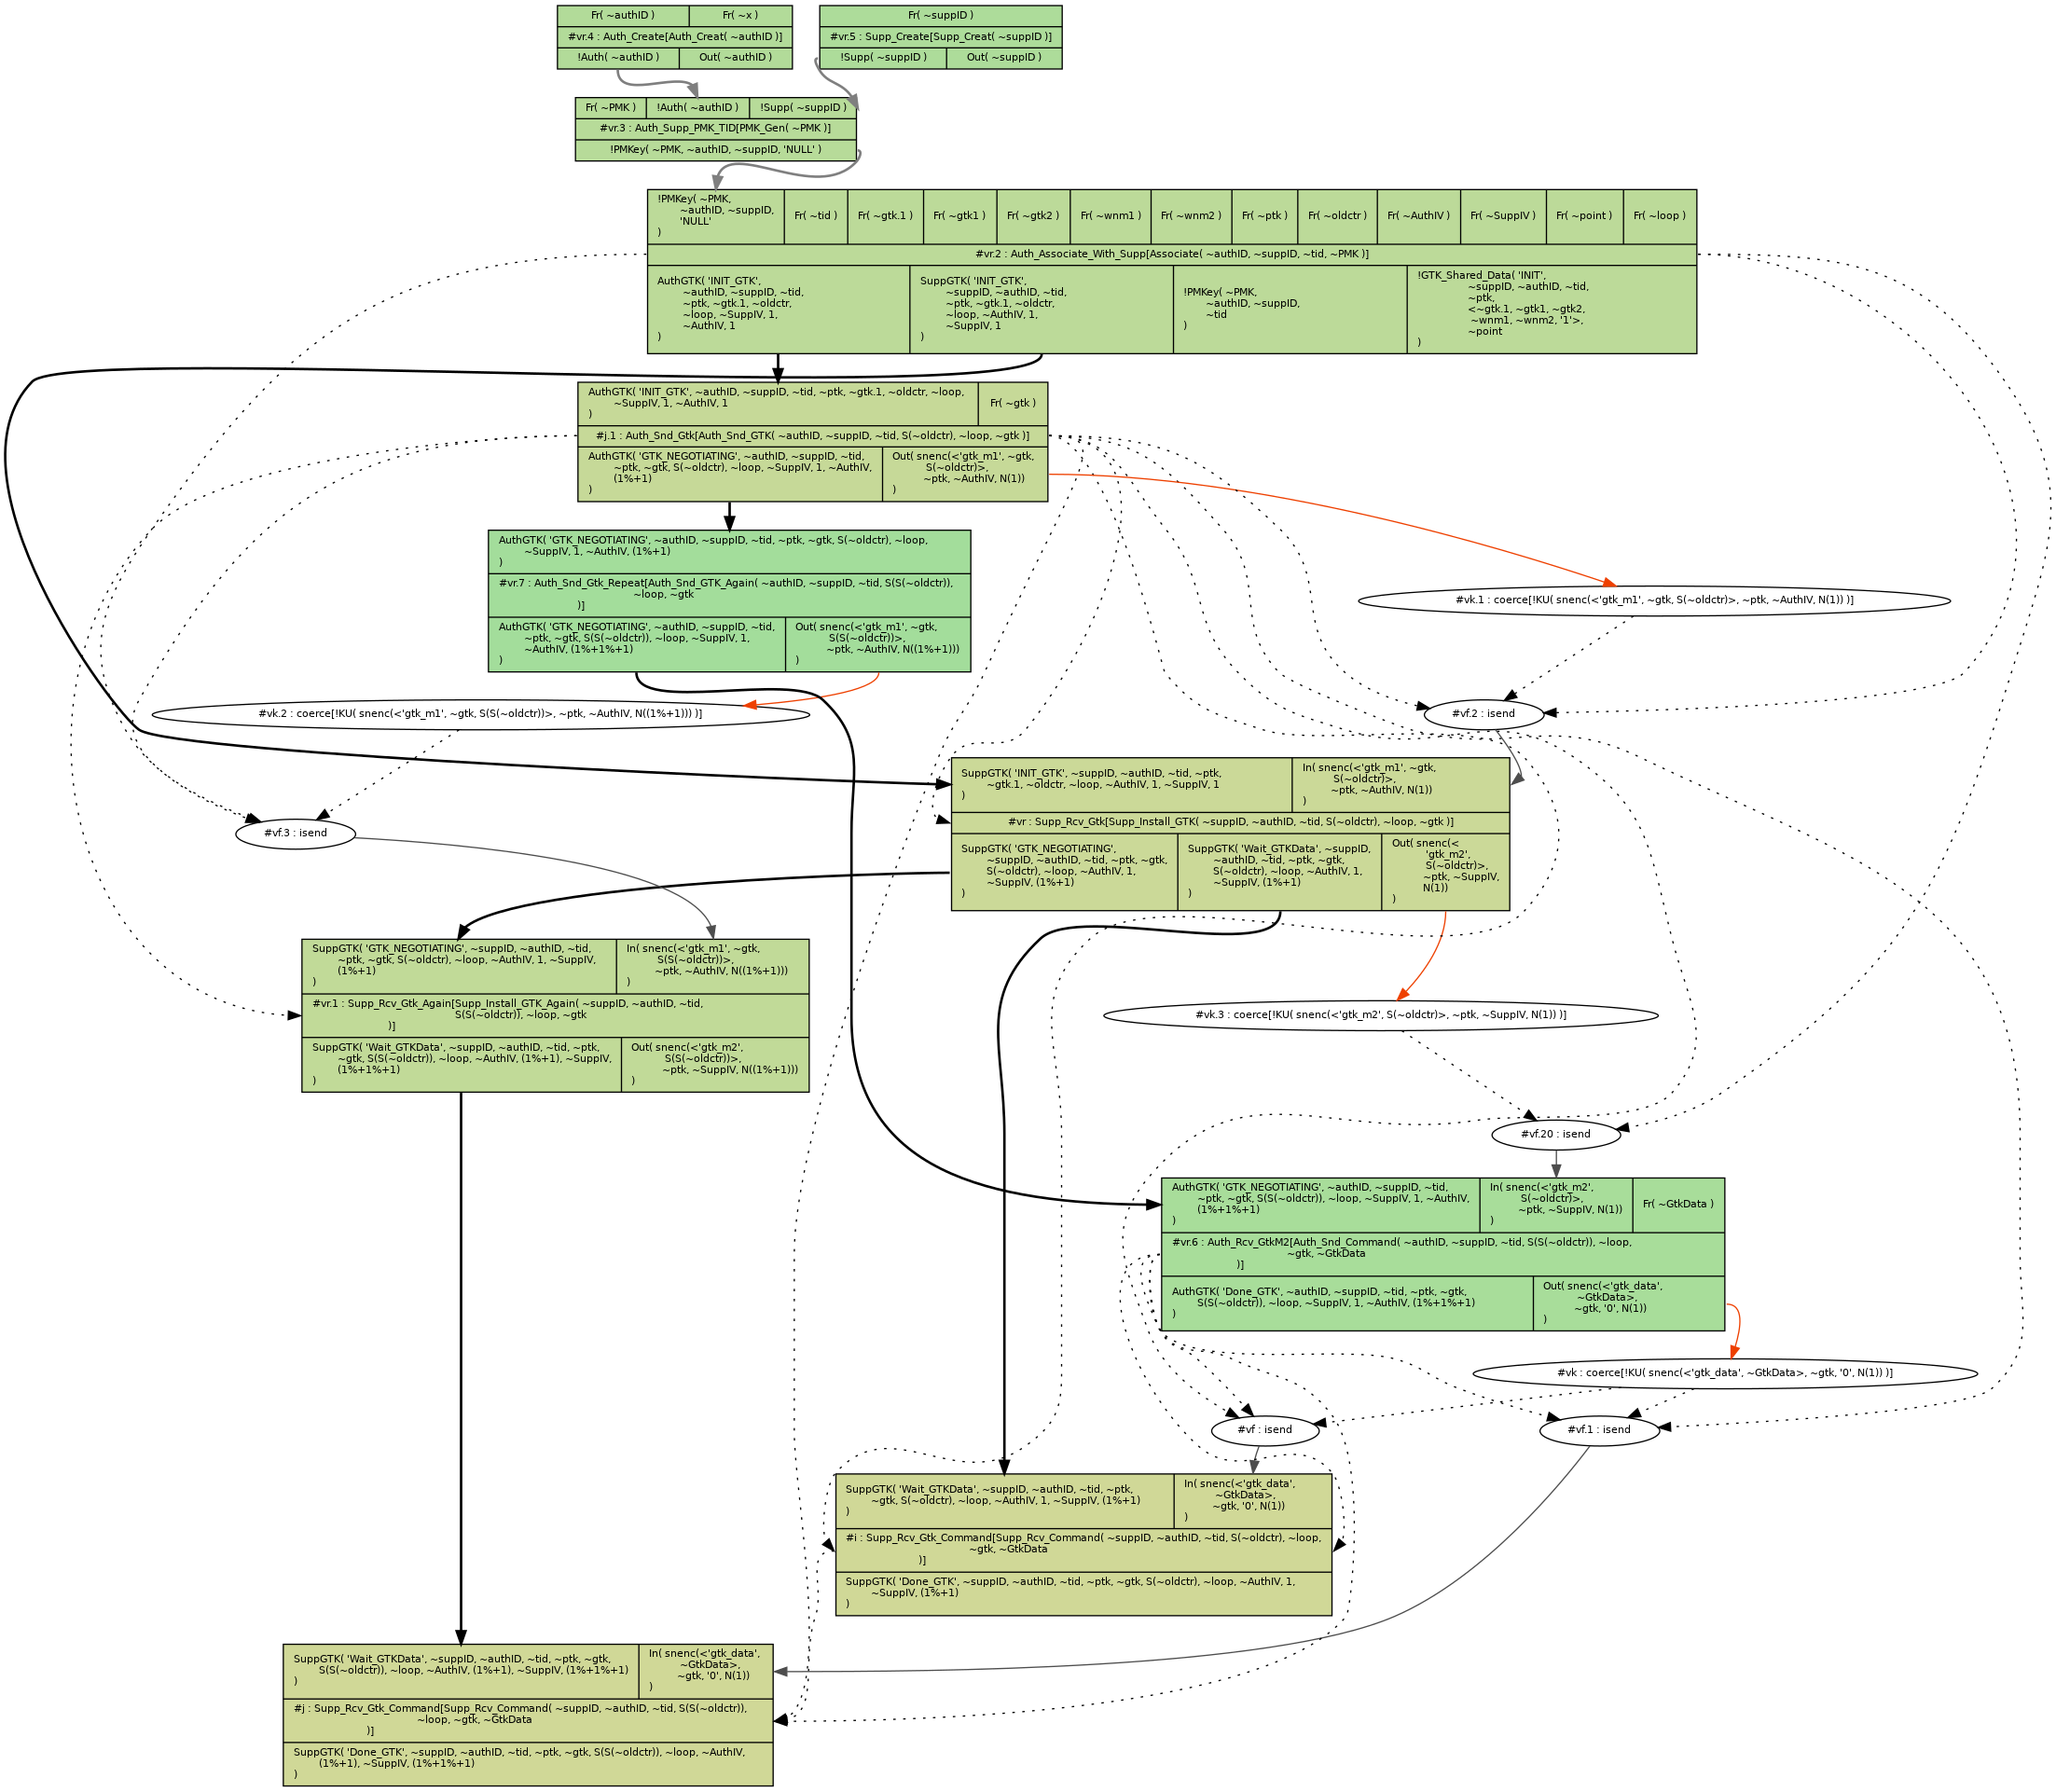 Fr( ~authID )
Fr( ~x )
#vr.4 : Auth_Create[Auth_Creat( ~authID )]
!Auth( ~authID )
Out( ~authID )
Fr( ~suppID )
#vr.5 : Supp_Create[Supp_Creat( ~suppID )]
!Supp( ~suppID )
Out( ~suppID )
Fr( ~PMK )
!Auth( ~authID )
!Supp( ~suppID )
#vr.3 : Auth_Supp_PMK_TID[PMK_Gen( ~PMK )]
!PMKey( ~PMK, ~authID, ~suppID, 'NULL' )
!PMKey( ~PMK,
~authID, ~suppID,
'NULL'
)
Fr( ~tid )
Fr( ~gtk.1 )
Fr( ~gtk1 )
Fr( ~gtk2 )
Fr( ~wnm1 )
Fr( ~wnm2 )
Fr( ~ptk )
Fr( ~oldctr )
Fr( ~AuthIV )
Fr( ~SuppIV )
Fr( ~point )
Fr( ~loop )
#vr.2 : Auth_Associate_With_Supp[Associate( ~authID, ~suppID, ~tid, ~PMK )]
AuthGTK( 'INIT_GTK',
~authID, ~suppID, ~tid,
~ptk, ~gtk.1, ~oldctr,
~loop, ~SuppIV, 1,
~AuthIV, 1
)
SuppGTK( 'INIT_GTK',
~suppID, ~authID, ~tid,
~ptk, ~gtk.1, ~oldctr,
~loop, ~AuthIV, 1,
~SuppIV, 1
)
!PMKey( ~PMK,
~authID, ~suppID,
~tid
)
!GTK_Shared_Data( 'INIT',
~suppID, ~authID, ~tid,
~ptk,
<~gtk.1, ~gtk1, ~gtk2,
~wnm1, ~wnm2, '1'>,
~point
)
AuthGTK( 'INIT_GTK', ~authID, ~suppID, ~tid, ~ptk, ~gtk.1, ~oldctr, ~loop,
~SuppIV, 1, ~AuthIV, 1
)
Fr( ~gtk )
#j.1 : Auth_Snd_Gtk[Auth_Snd_GTK( ~authID, ~suppID, ~tid, S(~oldctr), ~loop, ~gtk )]
AuthGTK( 'GTK_NEGOTIATING', ~authID, ~suppID, ~tid,
~ptk, ~gtk, S(~oldctr), ~loop, ~SuppIV, 1, ~AuthIV,
(1%+1)
)
Out( snenc(<'gtk_m1', ~gtk,
S(~oldctr)>,
~ptk, ~AuthIV, N(1))
)
AuthGTK( 'GTK_NEGOTIATING', ~authID, ~suppID, ~tid, ~ptk, ~gtk, S(~oldctr), ~loop,
~SuppIV, 1, ~AuthIV, (1%+1)
)
#vr.7 : Auth_Snd_Gtk_Repeat[Auth_Snd_GTK_Again( ~authID, ~suppID, ~tid, S(S(~oldctr)),
~loop, ~gtk
)]
AuthGTK( 'GTK_NEGOTIATING', ~authID, ~suppID, ~tid,
~ptk, ~gtk, S(S(~oldctr)), ~loop, ~SuppIV, 1,
~AuthIV, (1%+1%+1)
)
Out( snenc(<'gtk_m1', ~gtk,
S(S(~oldctr))>,
~ptk, ~AuthIV, N((1%+1)))
)
#vk.1 : coerce[!KU( snenc(<'gtk_m1', ~gtk, S(~oldctr)>, ~ptk, ~AuthIV, N(1)) )]
#vk.2 : coerce[!KU( snenc(<'gtk_m1', ~gtk, S(S(~oldctr))>, ~ptk, ~AuthIV, N((1%+1))) )]
#vf.2 : isend
#vf.3 : isend
SuppGTK( 'INIT_GTK', ~suppID, ~authID, ~tid, ~ptk,
~gtk.1, ~oldctr, ~loop, ~AuthIV, 1, ~SuppIV, 1
)
In( snenc(<'gtk_m1', ~gtk,
S(~oldctr)>,
~ptk, ~AuthIV, N(1))
)
#vr : Supp_Rcv_Gtk[Supp_Install_GTK( ~suppID, ~authID, ~tid, S(~oldctr), ~loop, ~gtk )]
SuppGTK( 'GTK_NEGOTIATING',
~suppID, ~authID, ~tid, ~ptk, ~gtk,
S(~oldctr), ~loop, ~AuthIV, 1,
~SuppIV, (1%+1)
)
SuppGTK( 'Wait_GTKData', ~suppID,
~authID, ~tid, ~ptk, ~gtk,
S(~oldctr), ~loop, ~AuthIV, 1,
~SuppIV, (1%+1)
)
Out( snenc(<
'gtk_m2',
S(~oldctr)>,
~ptk, ~SuppIV,
N(1))
)
SuppGTK( 'GTK_NEGOTIATING', ~suppID, ~authID, ~tid,
~ptk, ~gtk, S(~oldctr), ~loop, ~AuthIV, 1, ~SuppIV,
(1%+1)
)
In( snenc(<'gtk_m1', ~gtk,
S(S(~oldctr))>,
~ptk, ~AuthIV, N((1%+1)))
)
#vr.1 : Supp_Rcv_Gtk_Again[Supp_Install_GTK_Again( ~suppID, ~authID, ~tid,
S(S(~oldctr)), ~loop, ~gtk
)]
SuppGTK( 'Wait_GTKData', ~suppID, ~authID, ~tid, ~ptk,
~gtk, S(S(~oldctr)), ~loop, ~AuthIV, (1%+1), ~SuppIV,
(1%+1%+1)
)
Out( snenc(<'gtk_m2',
S(S(~oldctr))>,
~ptk, ~SuppIV, N((1%+1)))
)
#vk.3 : coerce[!KU( snenc(<'gtk_m2', S(~oldctr)>, ~ptk, ~SuppIV, N(1)) )]
#vf.20 : isend
AuthGTK( 'GTK_NEGOTIATING', ~authID, ~suppID, ~tid,
~ptk, ~gtk, S(S(~oldctr)), ~loop, ~SuppIV, 1, ~AuthIV,
(1%+1%+1)
)
In( snenc(<'gtk_m2',
S(~oldctr)>,
~ptk, ~SuppIV, N(1))
)
Fr( ~GtkData )
#vr.6 : Auth_Rcv_GtkM2[Auth_Snd_Command( ~authID, ~suppID, ~tid, S(S(~oldctr)), ~loop,
~gtk, ~GtkData
)]
AuthGTK( 'Done_GTK', ~authID, ~suppID, ~tid, ~ptk, ~gtk,
S(S(~oldctr)), ~loop, ~SuppIV, 1, ~AuthIV, (1%+1%+1)
)
Out( snenc(<'gtk_data',
~GtkData>,
~gtk, '0', N(1))
)
#vk : coerce[!KU( snenc(<'gtk_data', ~GtkData>, ~gtk, '0', N(1)) )]
#vf : isend
#vf.1 : isend
SuppGTK( 'Wait_GTKData', ~suppID, ~authID, ~tid, ~ptk,
~gtk, S(~oldctr), ~loop, ~AuthIV, 1, ~SuppIV, (1%+1)
)
In( snenc(<'gtk_data',
~GtkData>,
~gtk, '0', N(1))
)
#i : Supp_Rcv_Gtk_Command[Supp_Rcv_Command( ~suppID, ~authID, ~tid, S(~oldctr), ~loop,
~gtk, ~GtkData
)]
SuppGTK( 'Done_GTK', ~suppID, ~authID, ~tid, ~ptk, ~gtk, S(~oldctr), ~loop, ~AuthIV, 1,
~SuppIV, (1%+1)
)
SuppGTK( 'Wait_GTKData', ~suppID, ~authID, ~tid, ~ptk, ~gtk,
S(S(~oldctr)), ~loop, ~AuthIV, (1%+1), ~SuppIV, (1%+1%+1)
)
In( snenc(<'gtk_data',
~GtkData>,
~gtk, '0', N(1))
)
#j : Supp_Rcv_Gtk_Command[Supp_Rcv_Command( ~suppID, ~authID, ~tid, S(S(~oldctr)),
~loop, ~gtk, ~GtkData
)]
SuppGTK( 'Done_GTK', ~suppID, ~authID, ~tid, ~ptk, ~gtk, S(S(~oldctr)), ~loop, ~AuthIV,
(1%+1), ~SuppIV, (1%+1%+1)
)